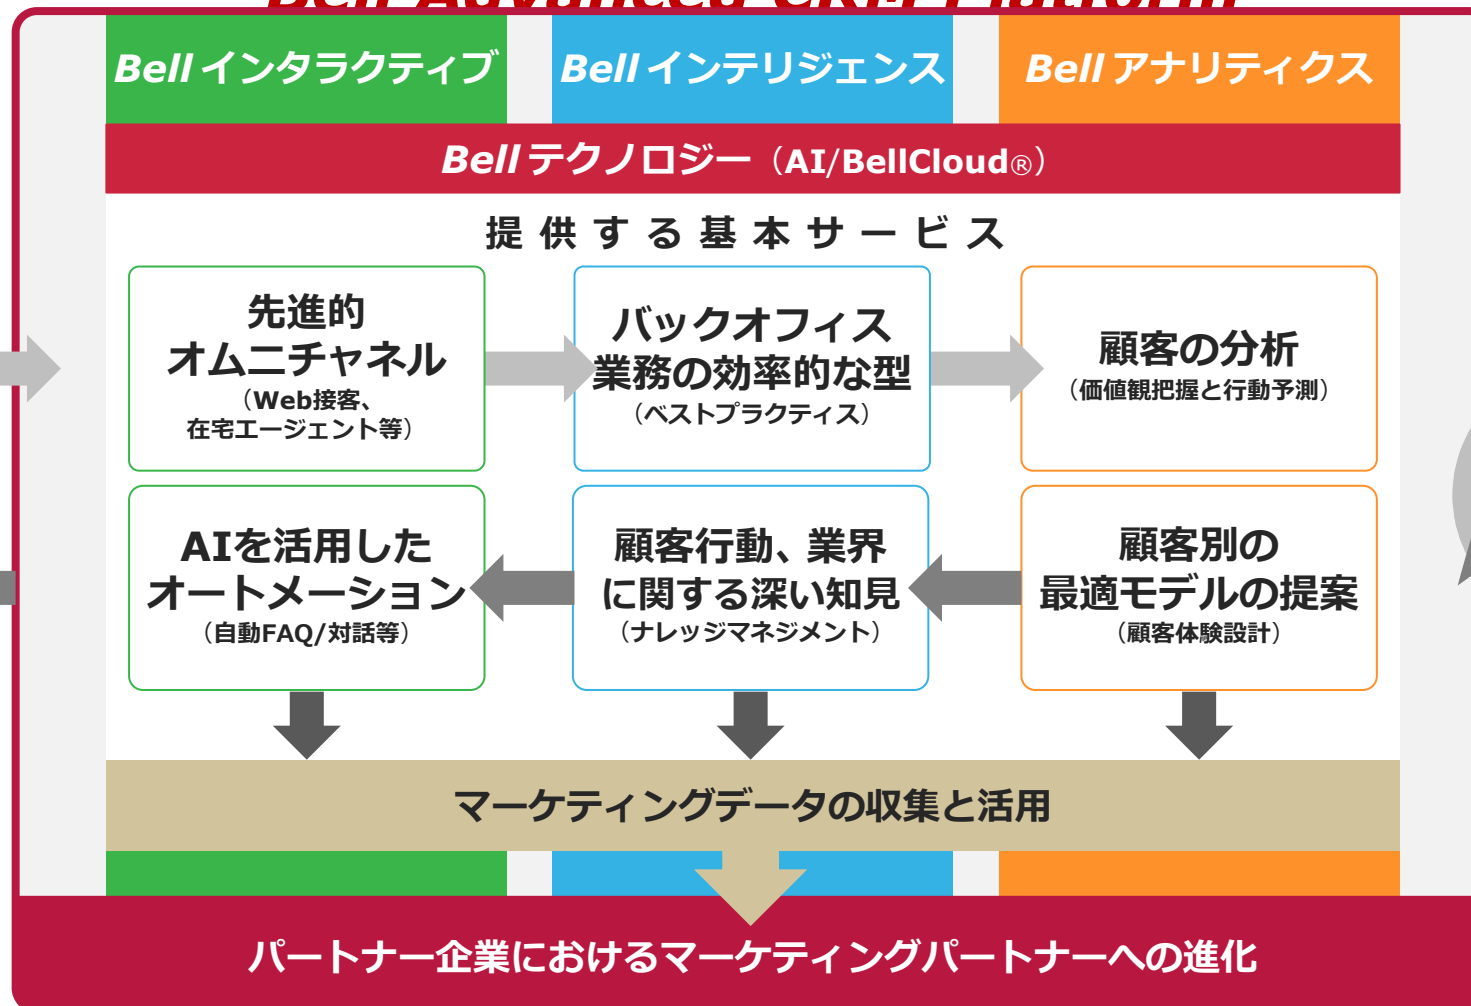 Bell Advanced CRM Platform
Bell インタラクティブ
Bell インテリジェンス
Bell アナリティクス
Bell テクノロジー（AI/BellCloud®）
提供する基本サービス
先進的
オムニチャネル
（Web接客、
在宅エージェント等）
バックオフィス
業務の効率的な型
（ベストプラクティス）
顧客の分析
（価値観把握と行動予測）
AIを活用した
オートメーション
（自動FAQ/対話等）
顧客行動、業界
に関する深い知見
（ナレッジマネジメント）
顧客別の
最適モデルの提案
（顧客体験設計）
マーケティングデータの収集と活用
パートナー企業におけるマーケティングパートナーへの進化